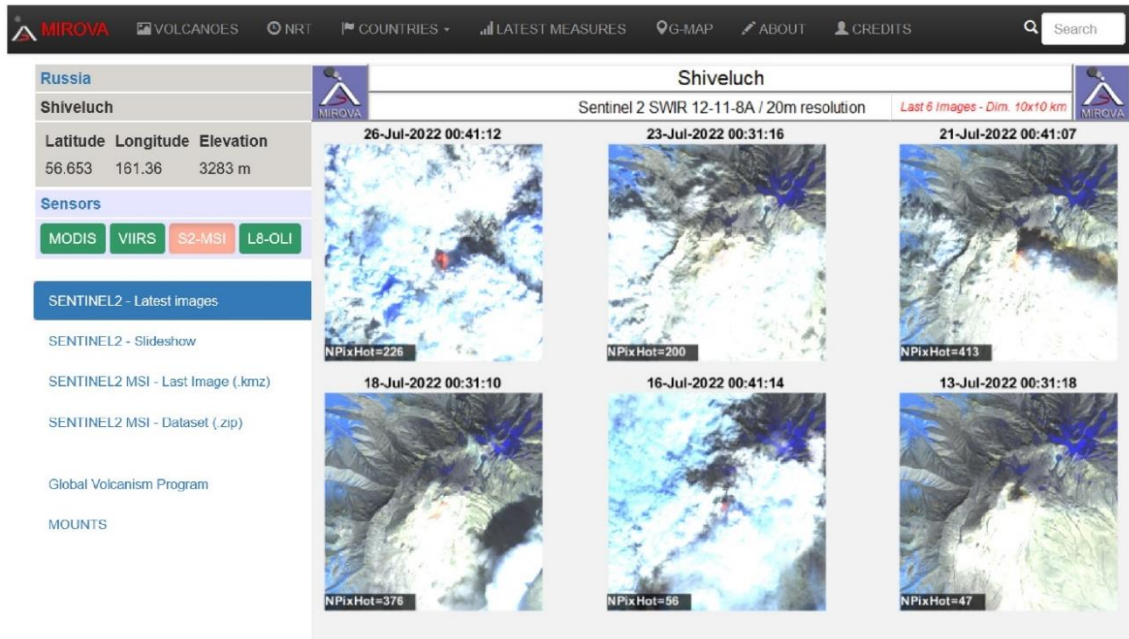 MIROVA VOLCANOES NRT COUNTRIES LATEST MEASURES G-MAP ABOUT CREDITS Search
Russia
Shiveluch
Latitude Longitude Elevation
56.653 161.36 3283 m
Sensors
MODIS VIIRS S2-MSI L8-OLI
SENTINEL2 - Latest images
SENTINEL2 - Slideshow
SENTINEL2 MSI - Last Image (.kmz)
SENTINEL2 MSI - Dataset (.zip)
Global Volcanism Program
MOUNTS
MIROVA
Shiveluch
Sentinel 2 SWIR 12-11-8A / 20m resolution
Last 6 Images - Dim. 10x10 km
MIROVA
26-Jul-2022 00:41:12
23-Jul-2022 00:31:16
21-Jul-2022 00:41:07
NPixHot=226
NPixHot=200
NPixHot=413
18-Jul-2022 00:31:10
16-Jul-2022 00:41:14
13-Jul-2022 00:31:18
NPixHot=376
NPixHot=56
NPixHot=47